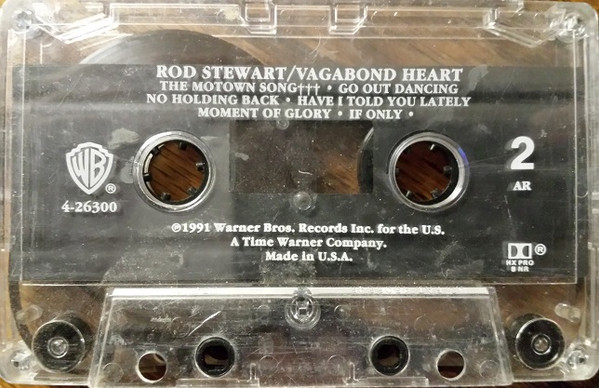 ROD STEWART/VAGABOND HEART
THE MOTOWN SONG††† • GO OUT DANCING
NO HOLDING BACK • HAVE I TOLD YOU LATELY
MOMENT OF GLORY • IF ONLY •
WB®
4-26300
2
AR
℗1991 Warner Bros. Records Inc. for the U.S.
A Time Warner Company.
Made in U.S.A.
®
HX PRO
B NR